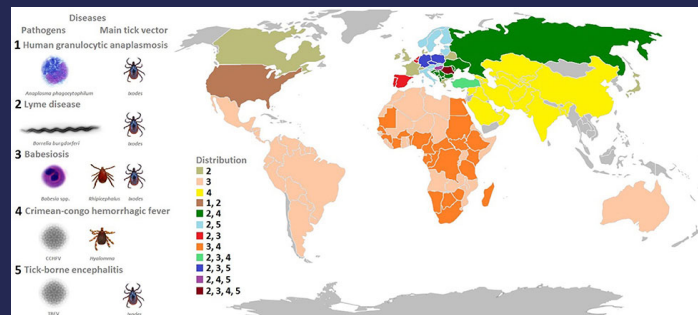 Diseases
Pathogens Main tick vector
1 Human granulocytic anaplasmosis
Anaplasma phagocytophilum Ixodes
2 Lyme disease
Borrelia burgdorferi Ixodes
3 Babesiosis
Babesia spp. Rhipicephalus Ixodes
4 Crimean-congo hemorrhagic fever
CCHFV Hyalomma
5 Tick-borne encephalitis
TBEV Ixodes
Distribution
2
3
4
1, 2
2, 4
2, 5
2, 3
3, 4
2, 3, 4
2, 3, 5
2, 4, 5
2, 3, 4, 5